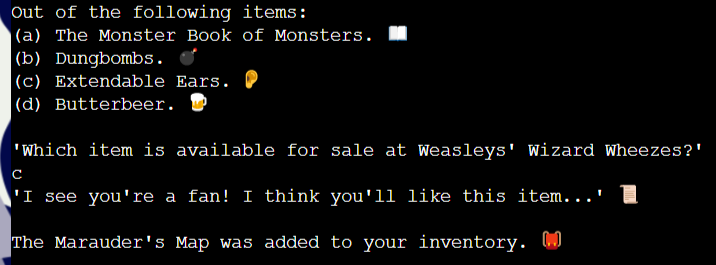 Out of the following items:
(a) The Monster Book of Monsters. 📖
(b) Dungbombs. 💣
(c) Extendable Ears. 👂
(d) Butterbeer. 🍺
'Which item is available for sale at Weasleys' Wizard Wheezes?'
c
'I see you're a fan! I think you'll like this item...' 📜
The Marauder's Map was added to your inventory. 🎒